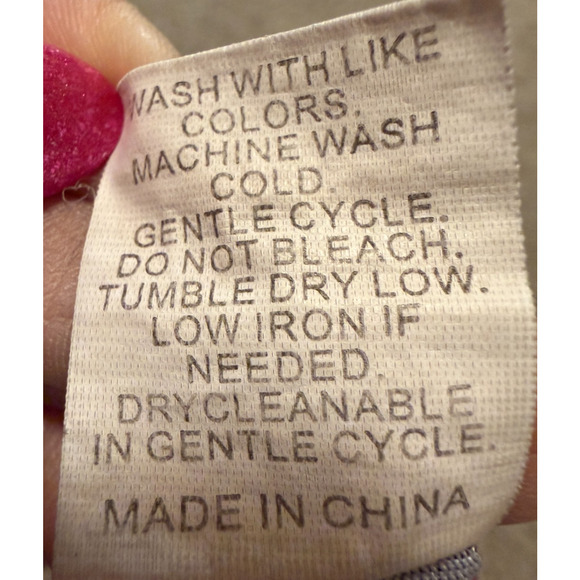 WASH WITH LIKE
COLORS.
MACHINE WASH
COLD.
GENTLE CYCLE.
DO NOT BLEACH.
TUMBLE DRY LOW.
LOW IRON IF
NEEDED.
DRYCLEANABLE
IN GENTLE CYCLE.
MADE IN CHINA